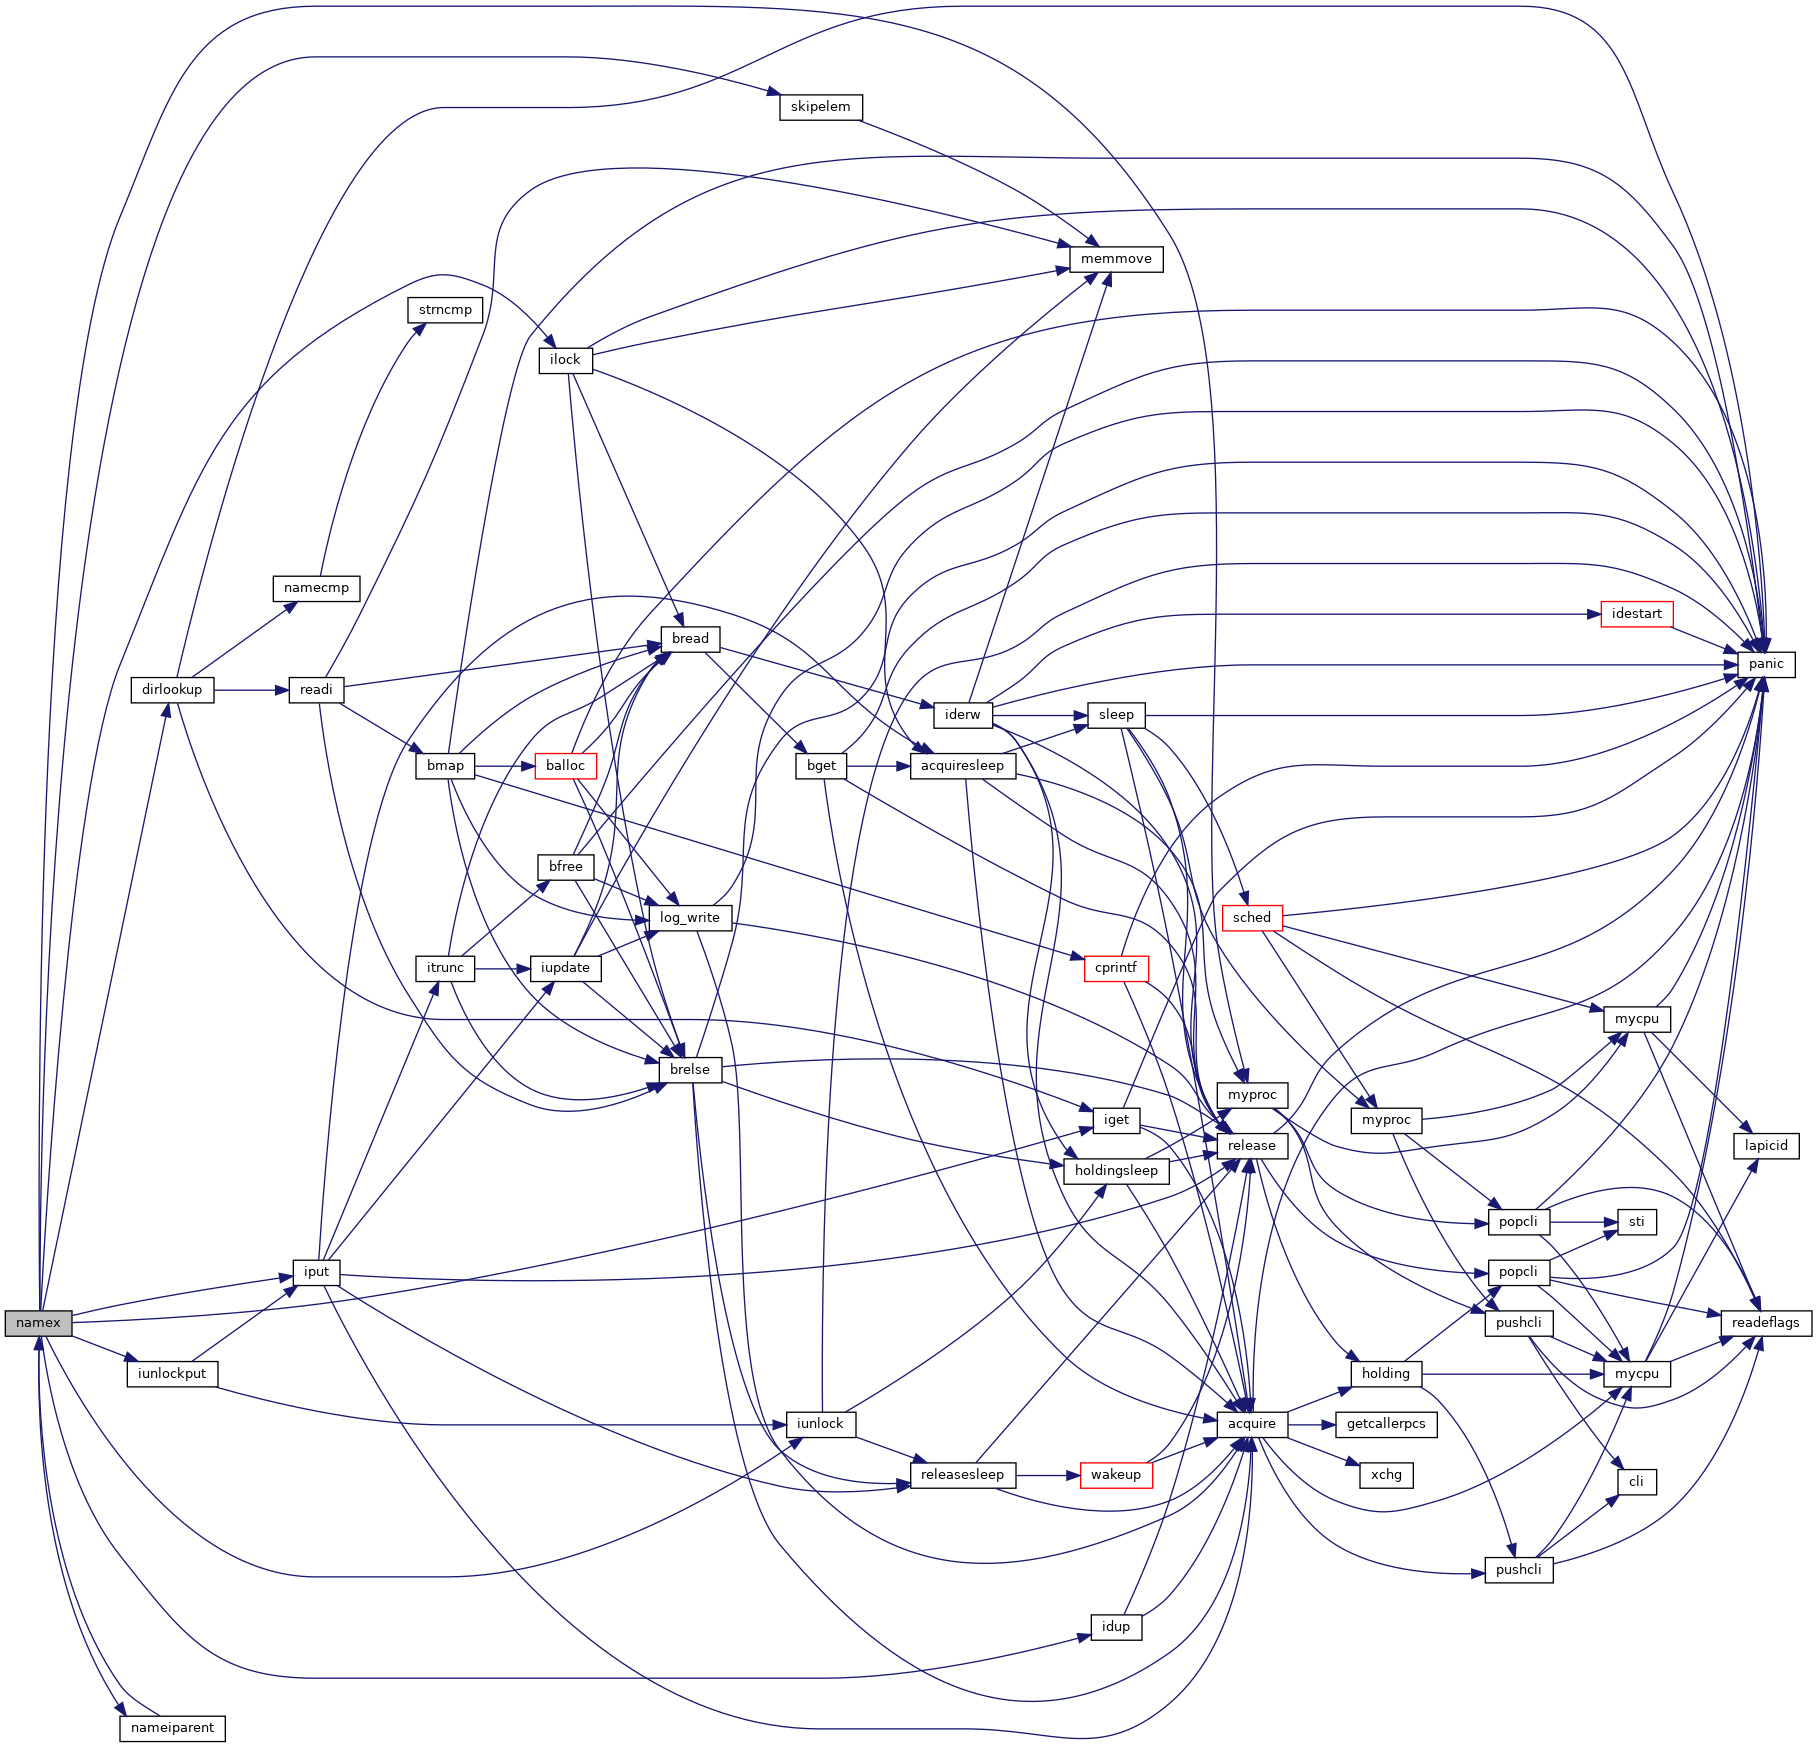 skipelem
memmove
strncmp
ilock
namecmp
idestart
bread
panic
dirlookup
readi
iderw
sleep
bmap
balloc
bget
acquiresleep
bfree
log_write
sched
itrunc
iupdate
cprintf
mycpu
brelse
myproc
iget
myproc
release
lapicid
holdingsleep
popcli
sti
iput
popcli
namex
pushcli
readeflags
iunlockput
holding
mycpu
iunlock
acquire
getcallerpcs
releasesleep
wakeup
xchg
cli
pushcli
idup
nameiparent